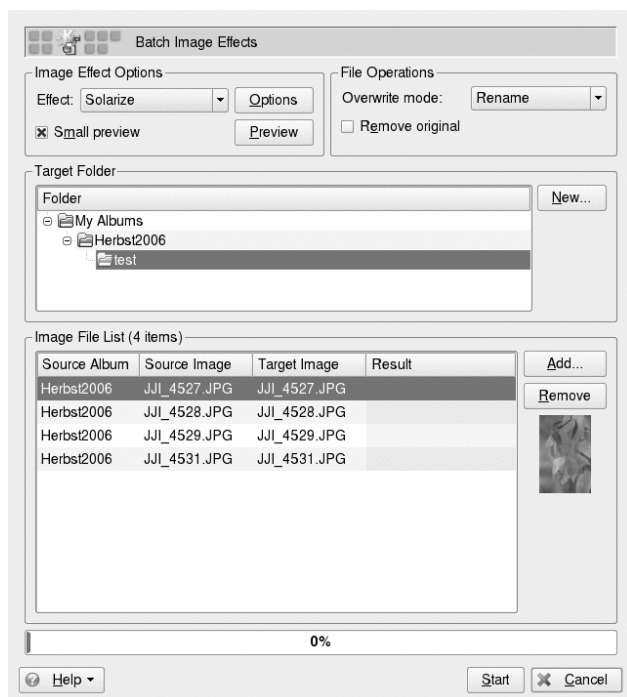 Batch Image Effects
Image Effect Options
Effect: Solarize Options
Small preview Preview
File Operations
Overwrite mode: Rename
Remove original
Target Folder
Folder New...
My Albums
Herbst2006
test
Image File List (4 items)
Source Album Source Image Target Image Result
Herbst2006 JJI_4527.JPG JJI_4527.JPG
Herbst2006 JJI_4528.JPG JJI_4528.JPG
Herbst2006 JJI_4529.JPG JJI_4529.JPG
Herbst2006 JJI_4531.JPG JJI_4531.JPG
Add...
Remove
0%
Help Start Cancel